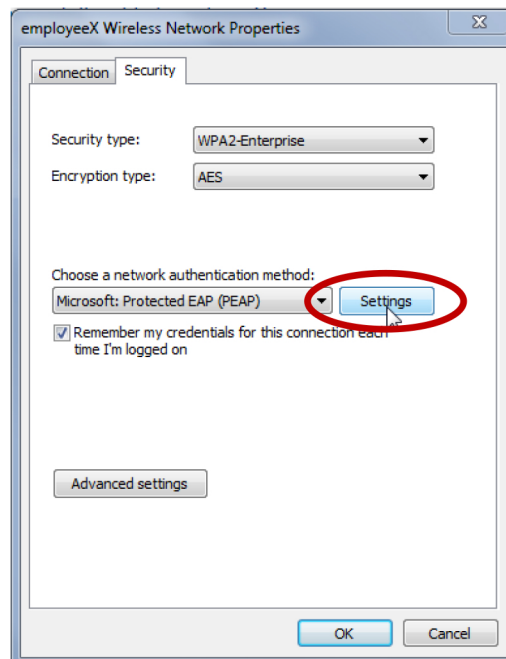 employeeX Wireless Network Properties
Connection Security
Security type: WPA2-Enterprise
Encryption type: AES
Choose a network authentication method:
Microsoft: Protected EAP (PEAP) Settings
Remember my credentials for this connection each
time I'm logged on
Advanced settings
OK Cancel